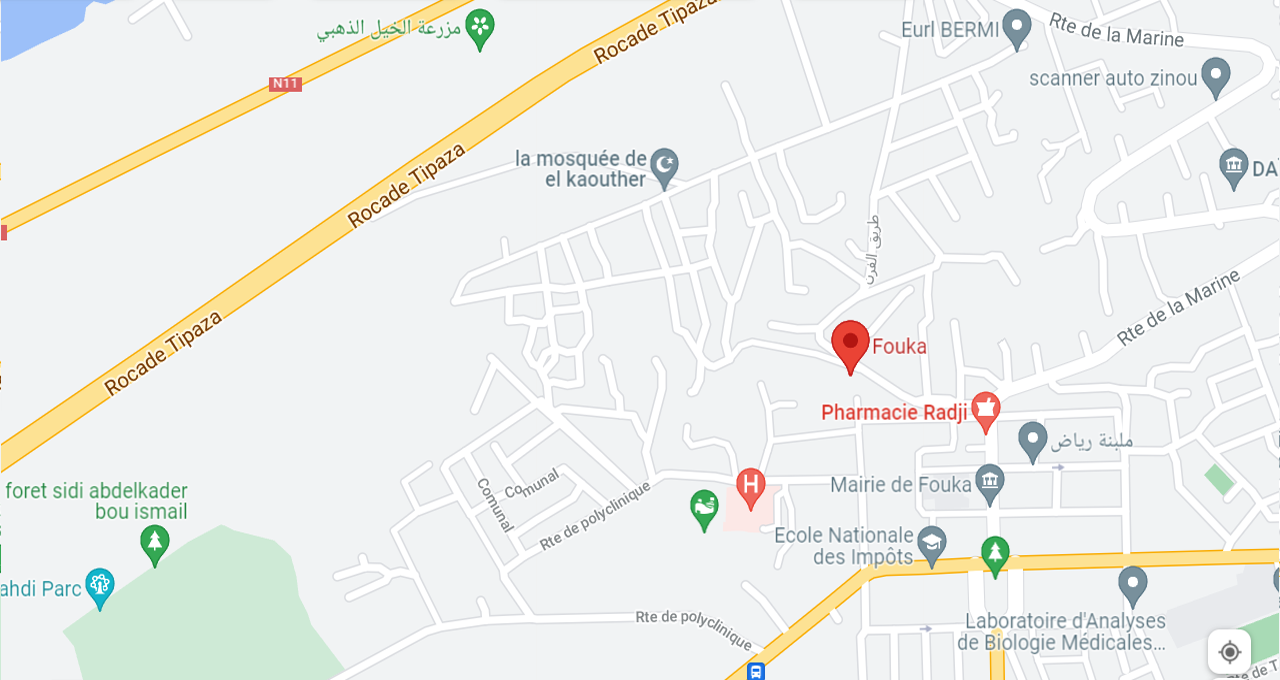 مزرعة الخيل الذهبي
Eurl BERMI
Rte de la Marine
Rocade Tipaza
scanner auto zinou
N11
la mosquée de
el kaouther
Rocade Tipaza
DA
طريق الفرن
Rte de la Marine
Rocade Tipaza
Fouka
Pharmacie Radji
ملبنة رياض
foret sidi abdelkader
bou ismail
Comunal
Comunal
Rte de polyclinique
H
Mairie de Fouka
Ecole Nationale
des Impôts
ahdi Parc
Rte de polyclinique
Laboratoire d'Analyses
de Biologie Médicales...
Rte de T